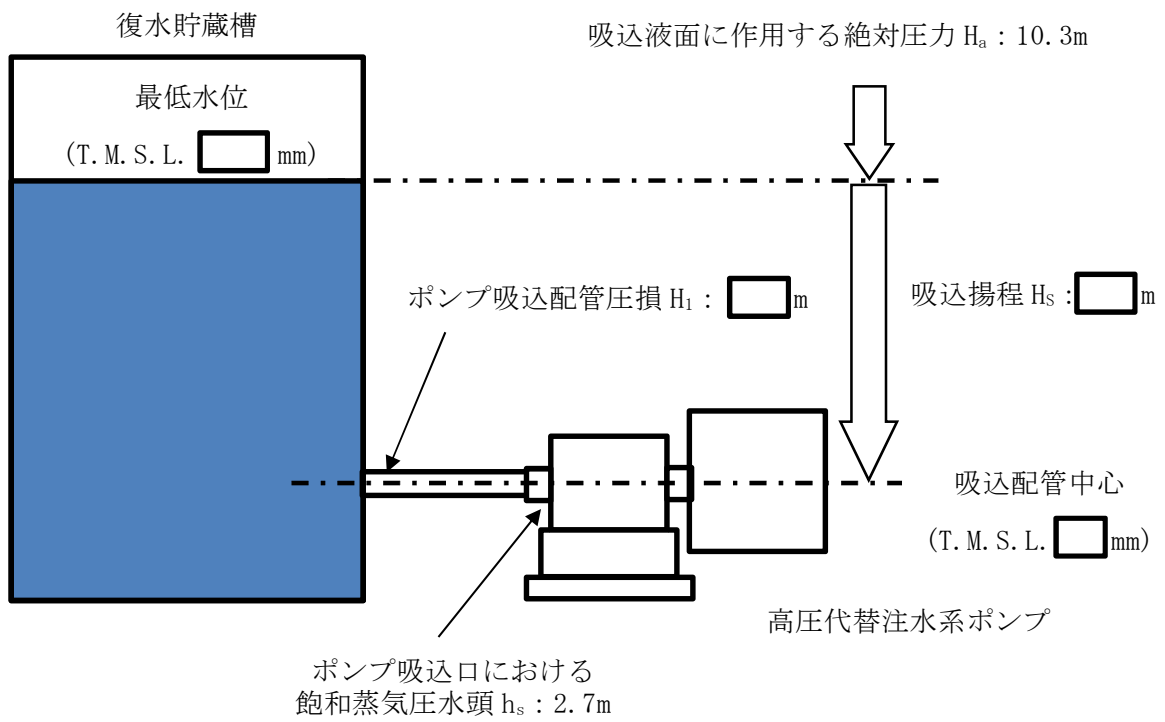 復水貯蔵槽
吸込液面に作用する絶対圧力 Hₐ : 10.3m
最低水位
(T.M.S.L. mm)
ポンプ吸込配管圧損 H₁ : m
吸込揚程 Hₛ : m
吸込配管中心
(T.M.S.L. mm)
高圧代替注水系ポンプ
ポンプ吸込口における
飽和蒸気圧水頭 hₛ : 2.7m